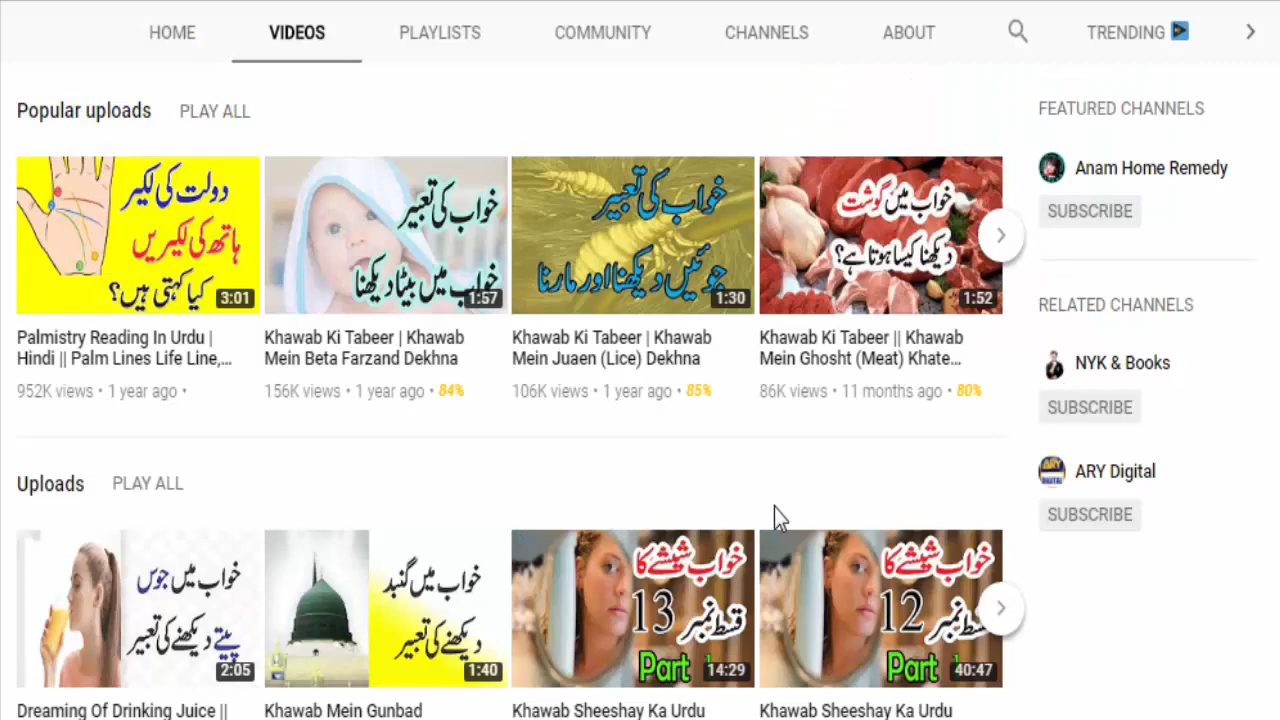 HOME VIDEOS PLAYLISTS COMMUNITY CHANNELS ABOUT TRENDING
Popular uploads PLAY ALL
دولت کی لکیر
ہاتھ کی لکیریں
کیا کہتی ہیں؟
3:01
Palmistry Reading In Urdu |
Hindi || Palm Lines Life Line,...
952K views • 1 year ago •
خواب کی تعبیر
خواب میں بیٹا دیکھنا
1:57
Khawab Ki Tabeer | Khawab
Mein Beta Farzand Dekhna
156K views • 1 year ago • 84%
خواب کی تعبیر
جوئیں دیکھنا اور مارنا
1:30
Khawab Ki Tabeer | Khawab
Mein Juaen (Lice) Dekhna
106K views • 1 year ago • 85%
خواب میں گوشت
دیکھنا کیسا ہوتا ہے؟
1:52
Khawab Ki Tabeer || Khawab
Mein Ghosht (Meat) Khate...
86K views • 11 months ago • 80%
Uploads PLAY ALL
خواب میں جوس
پیتے دیکھنے کی تعبیر
2:05
Dreaming Of Drinking Juice ||
خواب میں گنبد
دیکھنے کی تعبیر
1:40
Khawab Mein Gunbad
خواب شیشے کا
قسط نمبر 13
Part
14:29
Khawab Sheeshay Ka Urdu
خواب شیشے کا
قسط نمبر 12
Part
40:47
Khawab Sheeshay Ka Urdu
FEATURED CHANNELS
Anam Home Remedy
SUBSCRIBE
RELATED CHANNELS
NYK & Books
SUBSCRIBE
ARY Digital
SUBSCRIBE